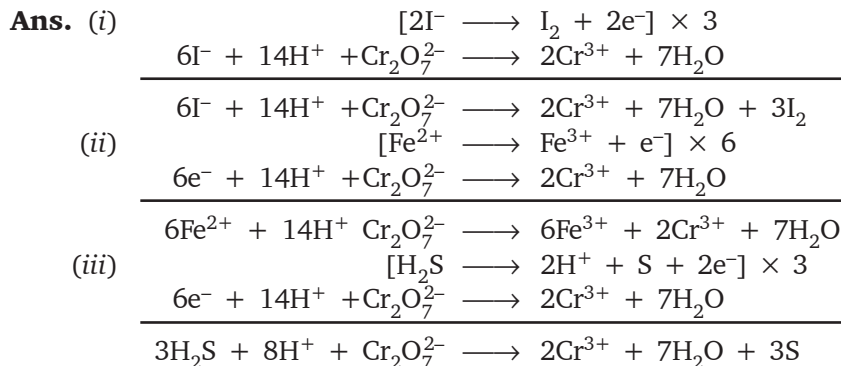 Ans. (i) [2I⁻ ⟶ I₂ + 2e⁻] × 3
6I⁻ + 14H⁺ +Cr₂O₇²⁻ ⟶ 2Cr³⁺ + 7H₂O
6I⁻ + 14H⁺ +Cr₂O₇²⁻ ⟶ 2Cr³⁺ + 7H₂O + 3I₂
(ii) [Fe²⁺ ⟶ Fe³⁺ + e⁻] × 6
6e⁻ + 14H⁺ +Cr₂O₇²⁻ ⟶ 2Cr³⁺ + 7H₂O
6Fe²⁺ + 14H⁺ Cr₂O₇²⁻ ⟶ 6Fe³⁺ + 2Cr³⁺ + 7H₂O
(iii) [H₂S ⟶ 2H⁺ + S + 2e⁻] × 3
6e⁻ + 14H⁺ +Cr₂O₇²⁻ ⟶ 2Cr³⁺ + 7H₂O
3H₂S + 8H⁺ + Cr₂O₇²⁻ ⟶ 2Cr³⁺ + 7H₂O + 3S